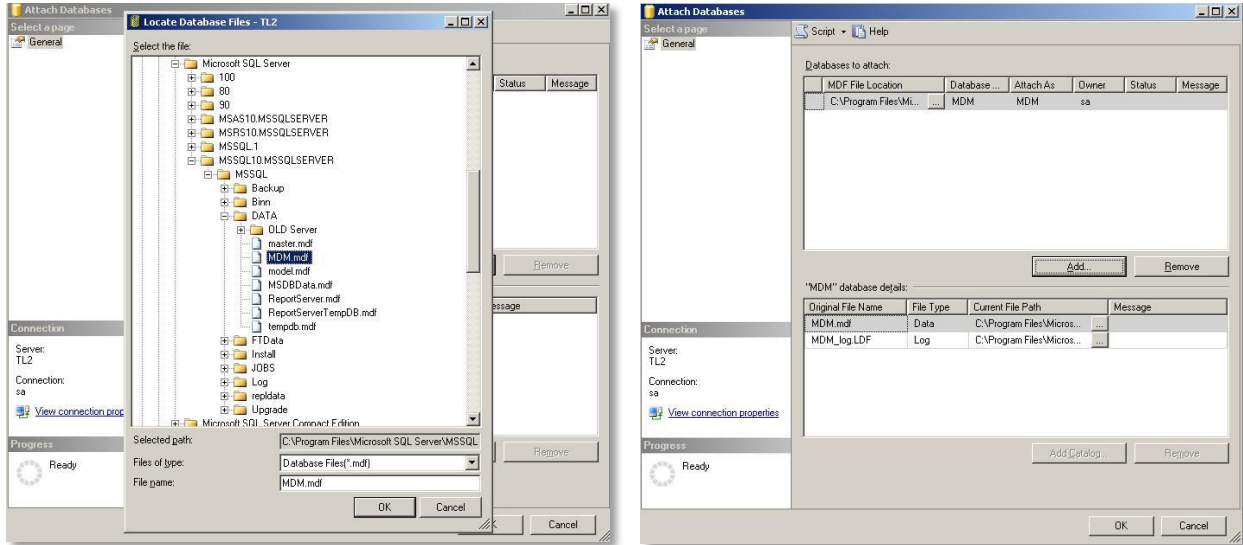 Attach Databases
Select a page
General
Status Message
Remove
Message
Connection
Server:
TL2
Connection:
sa
View connection prop
Progress
Ready
Remove
Cancel
Locate Database Files - TL2
Select the file:
Microsoft SQL Server
100
80
90
MSAS10.MSSQLSERVER
MSRS10.MSSQLSERVER
MSSQL.1
MSSQL10.MSSQLSERVER
MSSQL
Backup
Binn
DATA
OLD Server
master.mdf
MDM.mdf
model.mdf
MSDBData.mdf
ReportServer.mdf
ReportServerTempDB.mdf
tempdb.mdf
FTData
Install
JOBS
Log
repldata
Upgrade
Microsoft SQL Server Compact Edition
Selected path: C:\Program Files\Microsoft SQL Server\MSSQL
Files of type: Database Files(*.mdf)
File name: MDM.mdf
OK Cancel
Attach Databases
Select a page
General
Script Help
Databases to attach:
MDF File Location Database ... Attach As Owner Status Message
C:\Program Files\Mi... ... MDM MDM sa
Add... Remove
"MDM" database details:
Original File Name File Type Current File Path Message
MDM.mdf Data C:\Program Files\Micros... ...
MDM_log.LDF Log C:\Program Files\Micros... ...
Connection
Server:
TL2
Connection:
sa
View connection properties
Progress
Ready
Add Catalog... Remove
OK Cancel